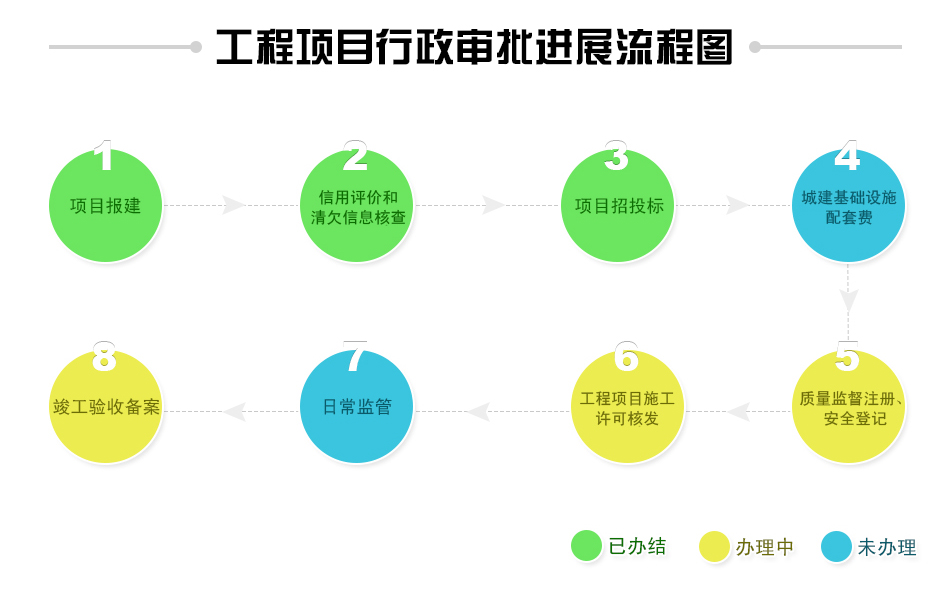 工程项目行政审批进展流程图
1
项目报建
2
信用评价和
清欠信息核查
3
项目招投标
4
城建基础设施
配套费
5
质量监督注册、
安全登记
6
工程项目施工
许可核发
7
日常监管
8
竣工验收备案
已办结
办理中
未办理